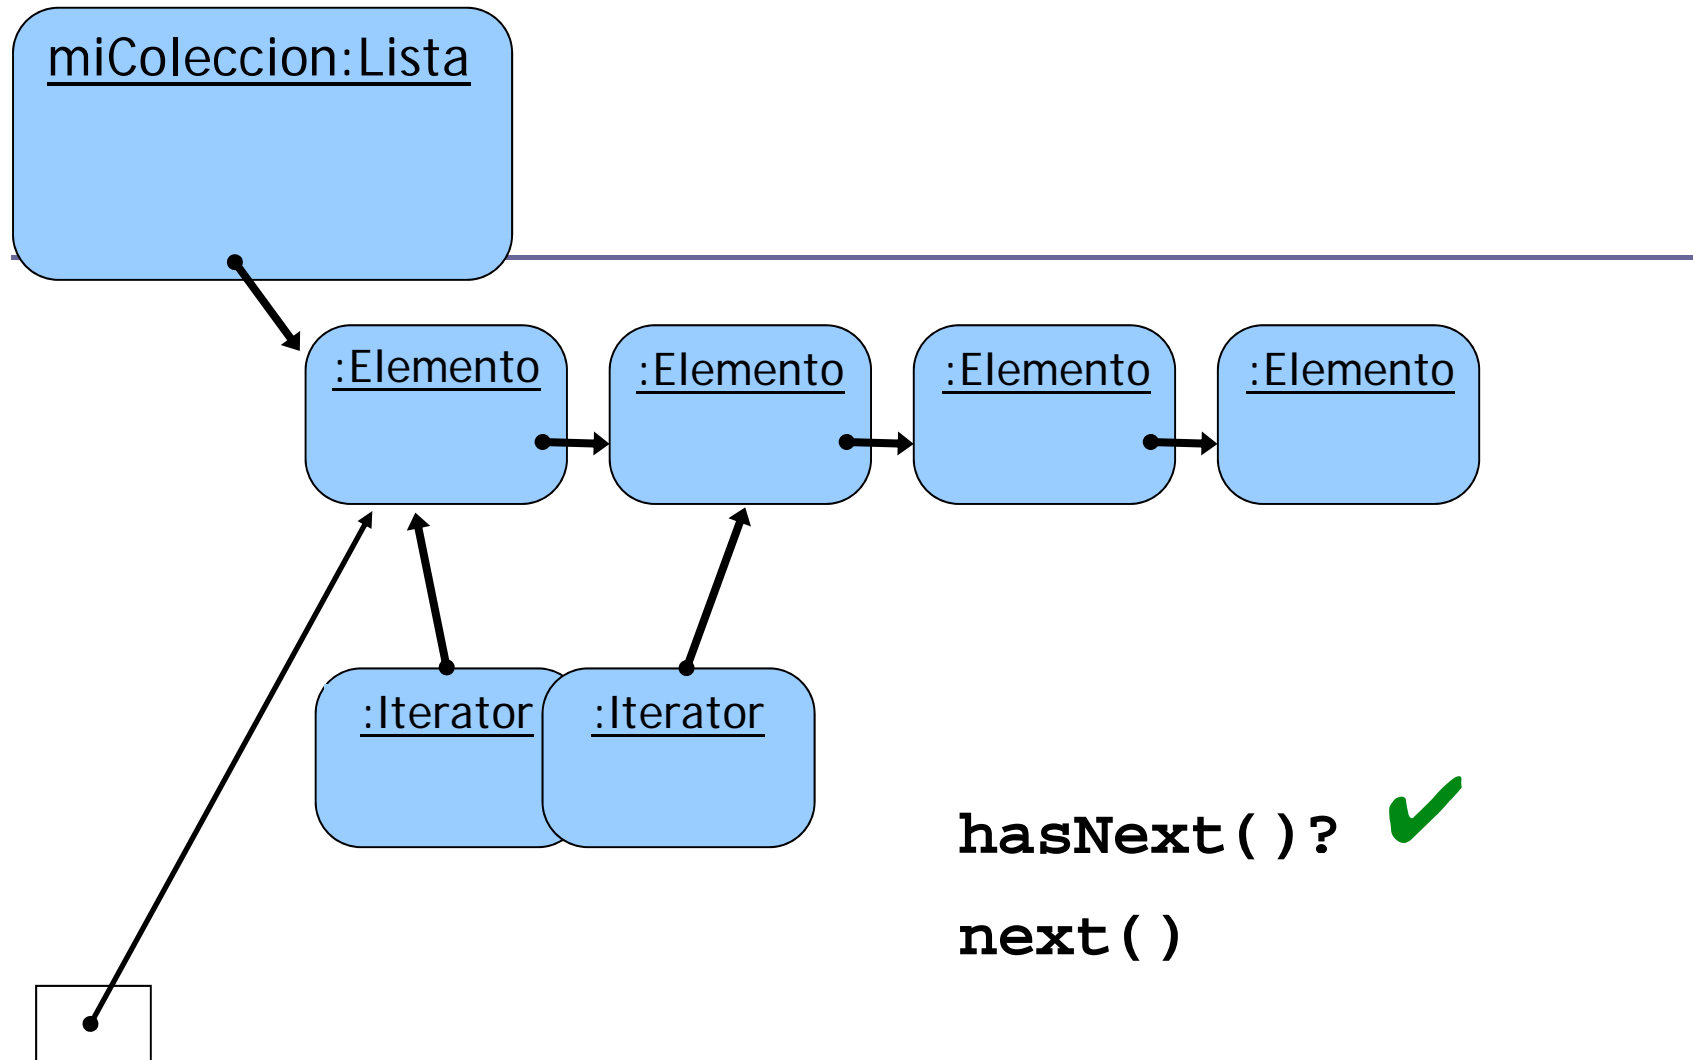 miColeccion:Lista
:Elemento :Elemento :Elemento :Elemento
:Iterator :Iterator
hasNext()?
next()